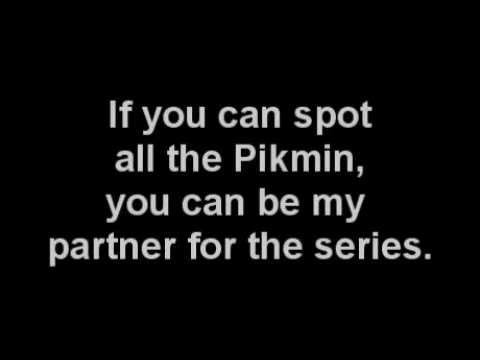 If you can spot
all the Pikmin,
you can be my
partner for the series.